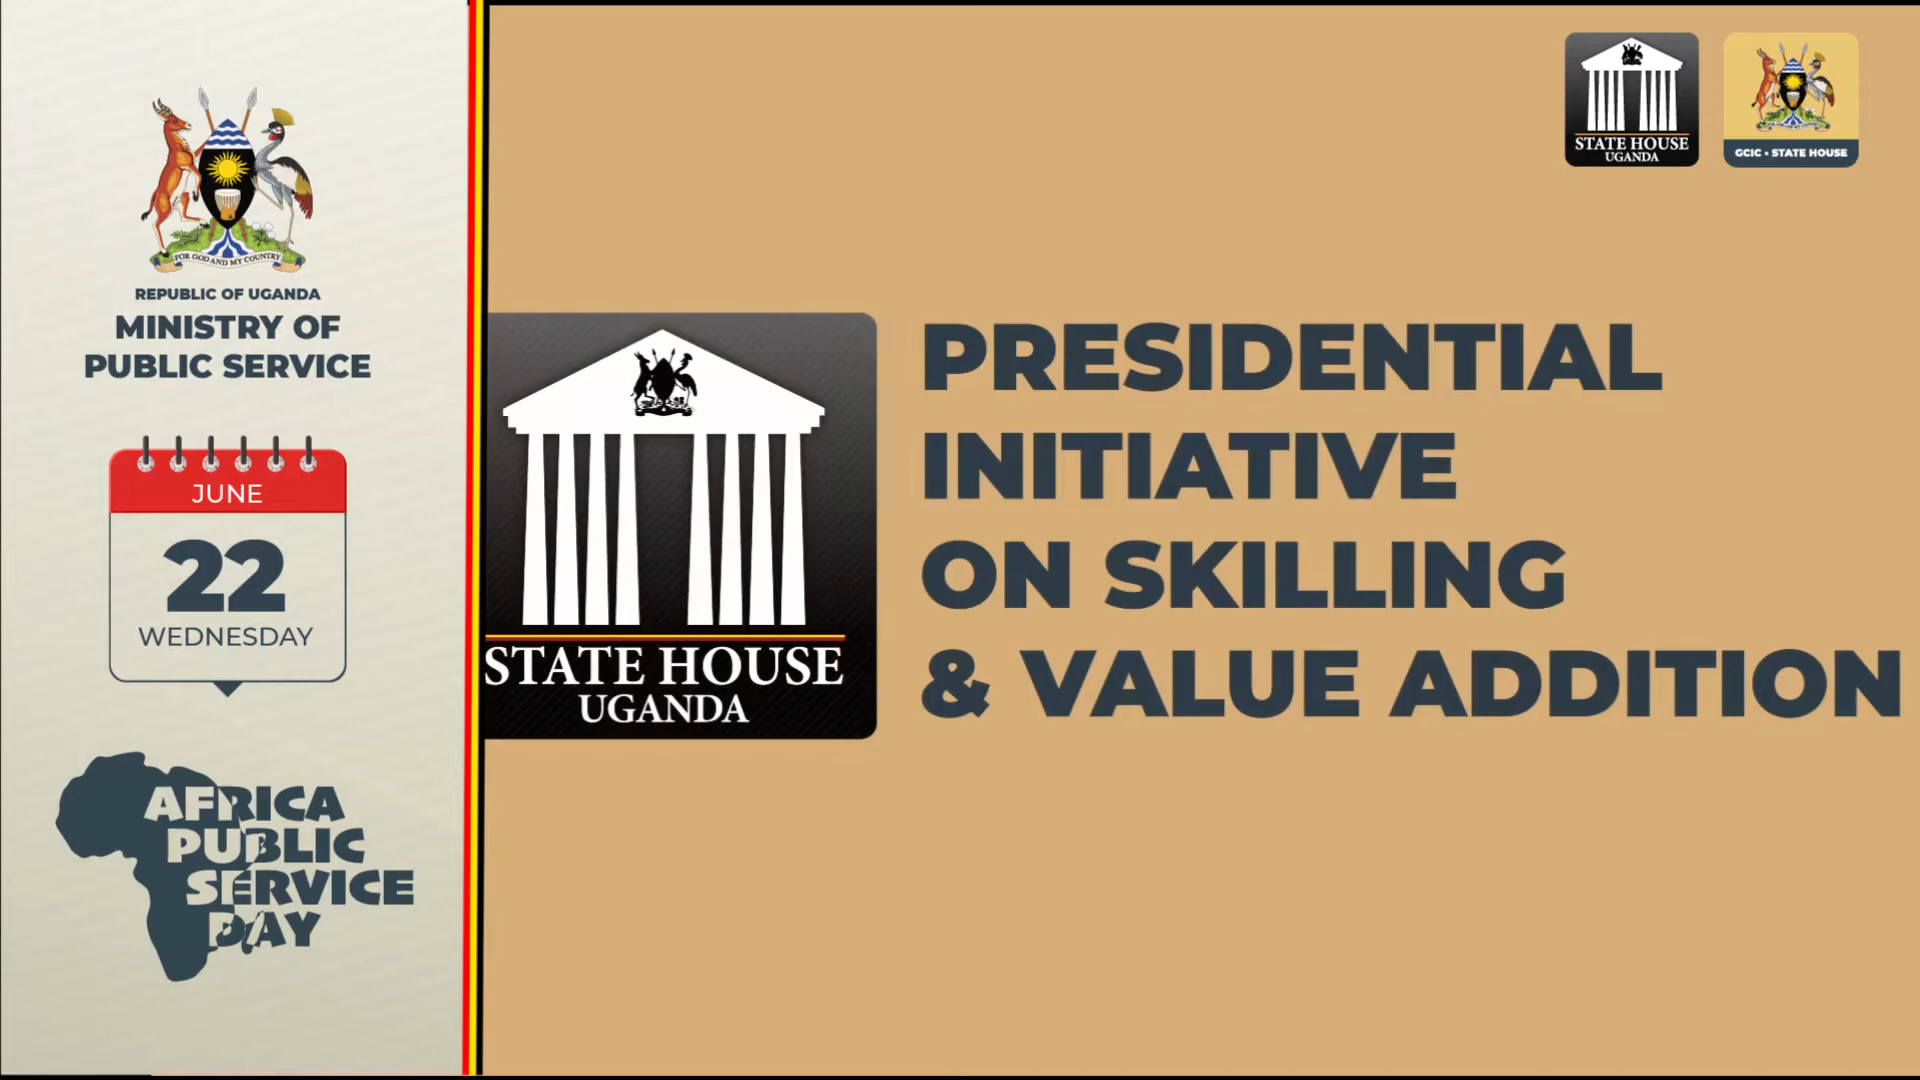 FOR GOD AND MY COUNTRY
REPUBLIC OF UGANDA
MINISTRY OF
PUBLIC SERVICE
JUNE
22
WEDNESDAY
AFRICA
PUBLIC
SERVICE
DAY
STATE HOUSE
UGANDA
GCIC • STATE HOUSE
STATE HOUSE
UGANDA
PRESIDENTIAL
INITIATIVE
ON SKILLING
& VALUE ADDITION